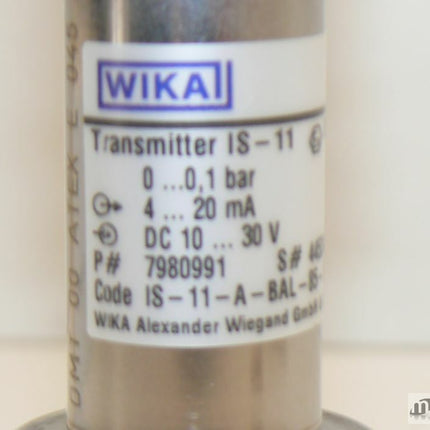 WIKA
Transmitter IS-11
0 ...0,1 bar
4 ... 20 mA
DC 10 ... 30 V
P# 7980991 S#
Code IS-11-A-BAL-
WIKA Alexander Wiegand GmbH
DMT 00 ATEX E 045